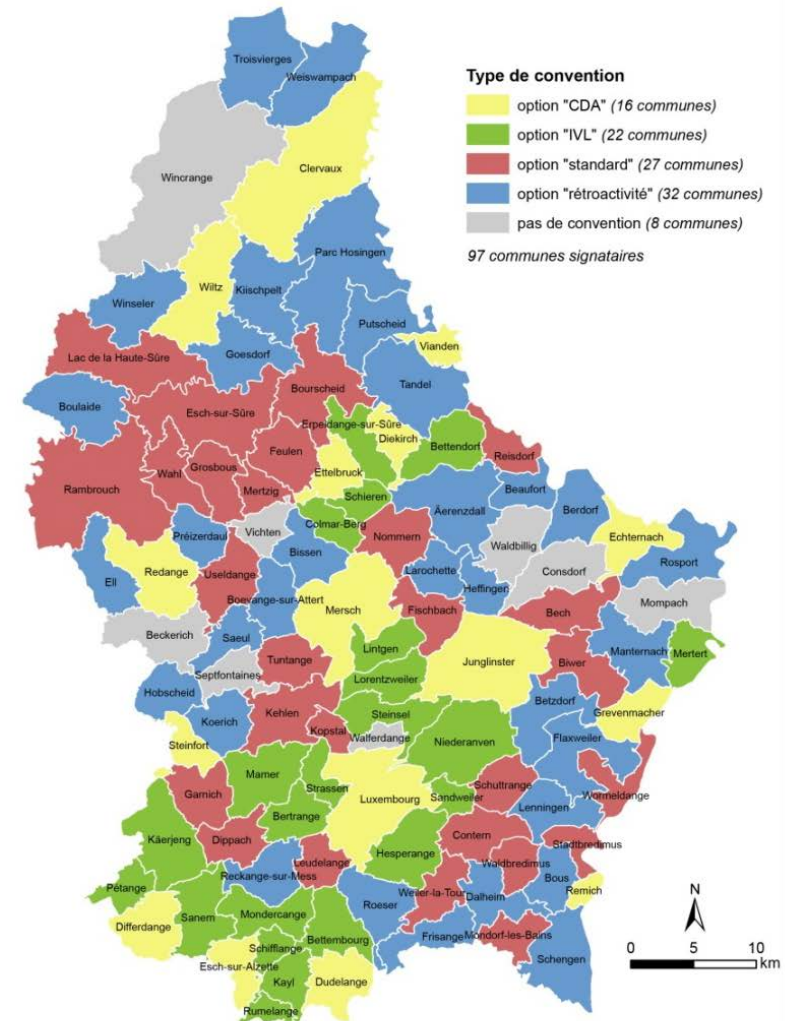 Troisvierges
Weiswampach
Type de convention
option "CDA" (16 communes)
option "IVL" (22 communes)
option "standard" (27 communes)
option "rétroactivité" (32 communes)
pas de convention (8 communes)
97 communes signataires
Wincrange
Clervaux
Parc Hosingen
Wiltz
Kiischpelt
Winseler
Putscheid
Vianden
Lac de la Haute-Sûre
Goesdorf
Tandel
Bourscheid
Boulaide
Esch-sur-Sûre
Erpeldange-sur-Sûre
Diekirch
Bettendorf
Reisdorf
Feulen
Wahl
Grosbous
Ettelbruck
Rambrouch
Mertzig
Schieren
Beaufort
Berdorf
Äerenzdall
Colmar-Berg
Préizerdaul
Vichten
Nommern
Waldbillig
Echternach
Bissen
Rosport
Redange
Useldange
Larochette
Consdorf
Ell
Heffingen
Mompach
Boevange-sur-Attert
Mersch
Fischbach
Bech
Beckerich
Saeul
Lintgen
Manternach
Mertert
Tuntange
Junglinster
Biwer
Septfontaines
Lorentzweiler
Hobscheid
Betzdorf
Kehlen
Steinsel
Grevenmacher
Koerich
Kopstal
Walferdange
Niederanven
Flaxweiler
Steinfort
Mamer
Strassen
Schuttrange
Garnich
Luxembourg
Sandweiler
Wormeldange
Bertrange
Lenningen
Käerjeng
Dippach
Contern
Stadtbredimus
Hesperange
Leudelange
Waldbredimus
Reckange-sur-Mess
Bous
Pétange
Weiler-la-Tour
Dalheim
Remich
Sanem
Mondercange
Roeser
Differdange
Bettembourg
Frisange
Mondorf-les-Bains
Schifflange
Schengen
Esch-sur-Alzette
Kayl
Dudelange
Rumelange
N
0 5 10
km